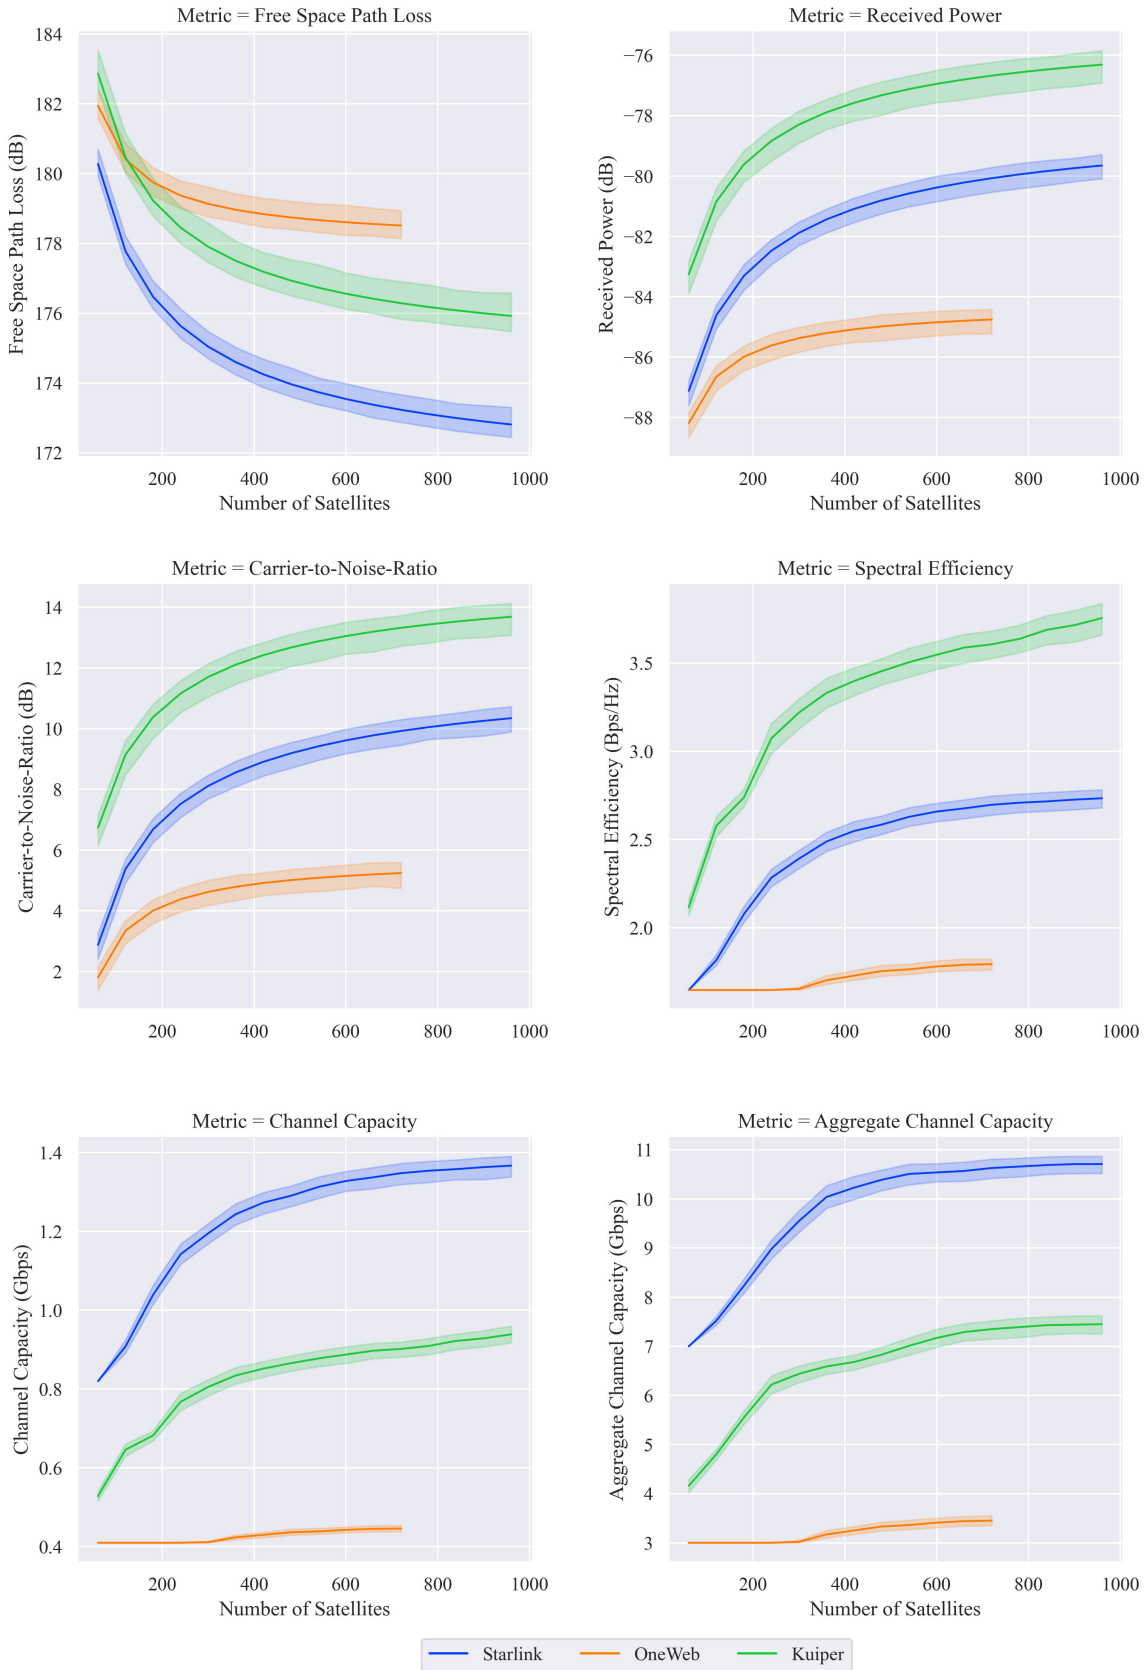 Metric = Free Space Path Loss
184
182
180
178
176
174
172
Free Space Path Loss (dB)
200 400 600 800 1000
Number of Satellites
Metric = Received Power
−76
−78
−80
−82
−84
−86
−88
Received Power (dB)
200 400 600 800 1000
Number of Satellites
Metric = Carrier-to-Noise-Ratio
14
12
10
8
6
4
2
Carrier-to-Noise-Ratio (dB)
200 400 600 800 1000
Metric = Spectral Efficiency
3.5
3.0
2.5
2.0
Spectral Efficiency (Bps/Hz)
200 400 600 800 1000
Metric = Channel Capacity
1.4
1.2
1.0
0.8
0.6
0.4
Channel Capacity (Gbps)
200 400 600 800 1000
Number of Satellites
Metric = Aggregate Channel Capacity
11
10
9
8
7
6
5
4
3
Aggregate Channel Capacity (Gbps)
200 400 600 800 1000
Number of Satellites
Starlink OneWeb Kuiper